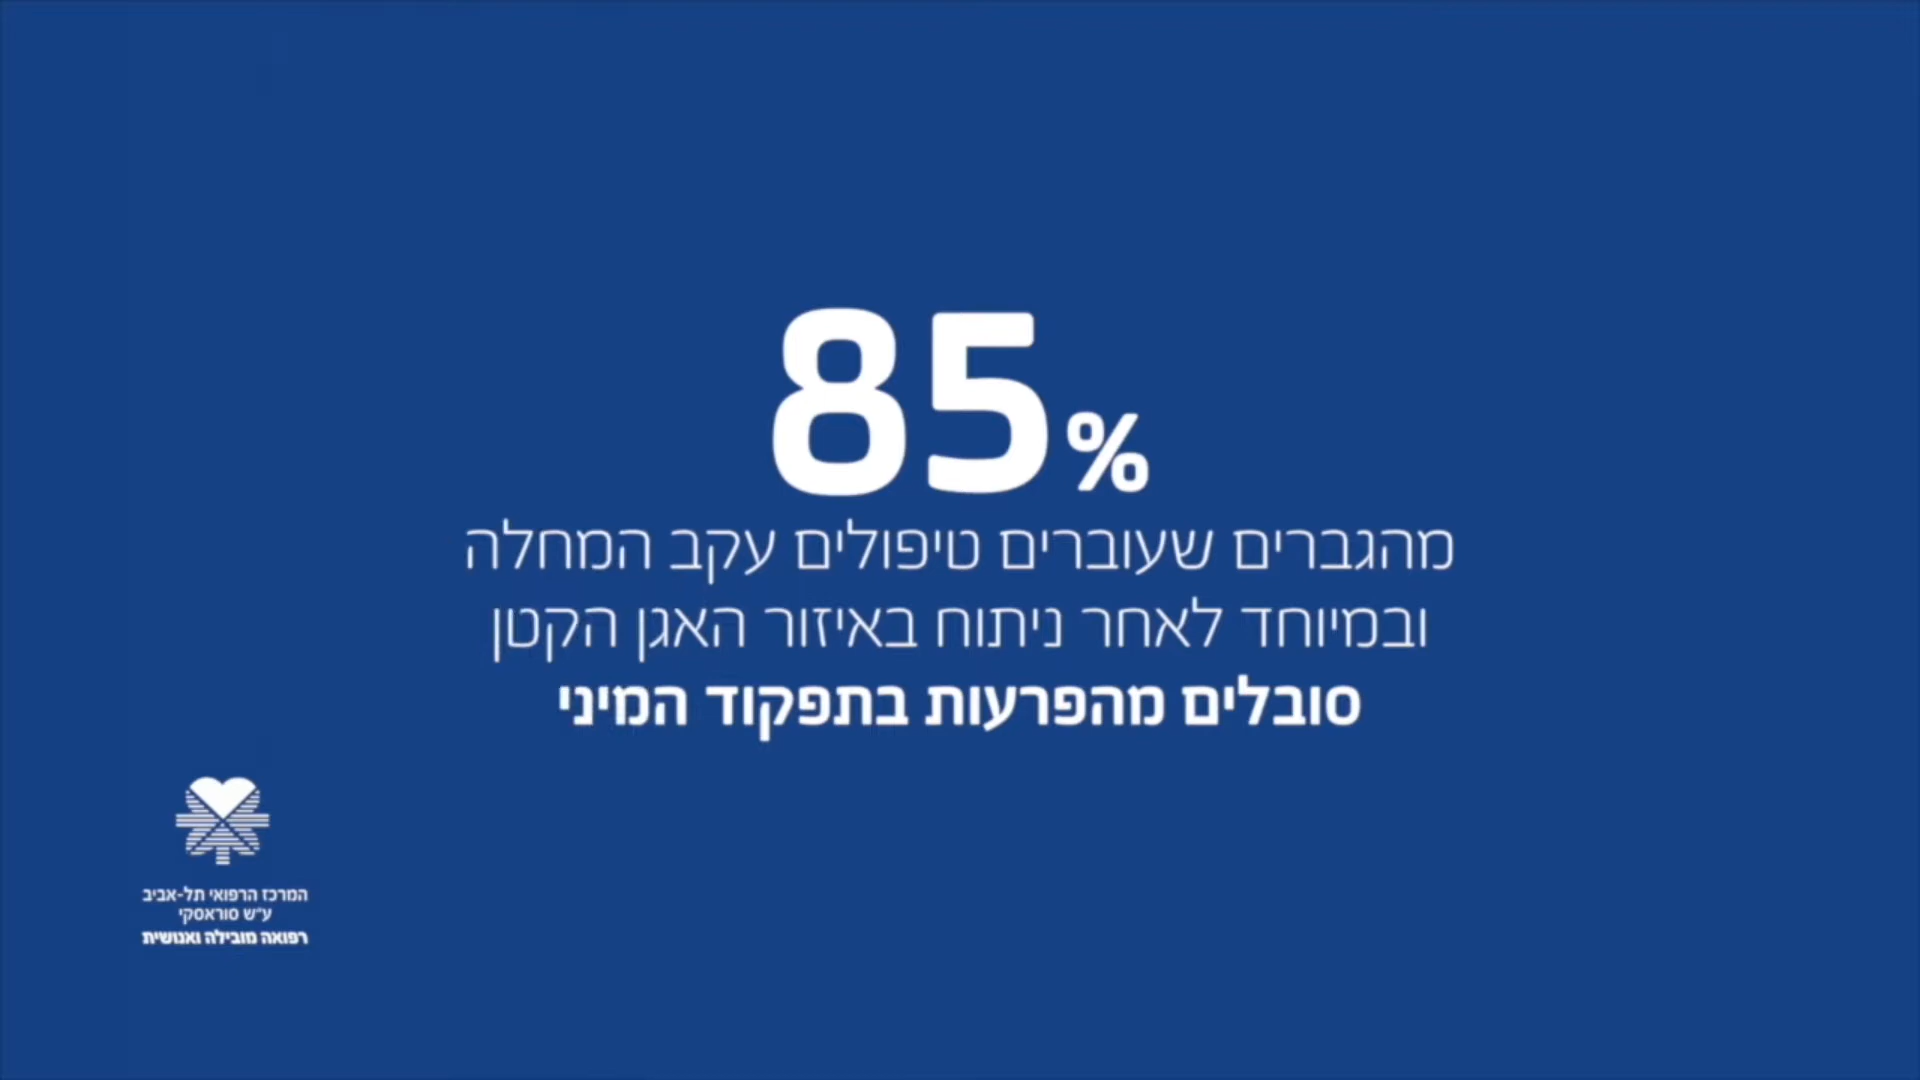 85%
מהגברים שעוברים טיפולים עקב המחלה
ובמיוחד לאחר ניתוח באיזור האגן הקטן
סובלים מהפרעות בתפקוד המיני
המרכז הרפואי תל-אביב
ע"ש סוראסקי
רפואה מובילה ואנושית